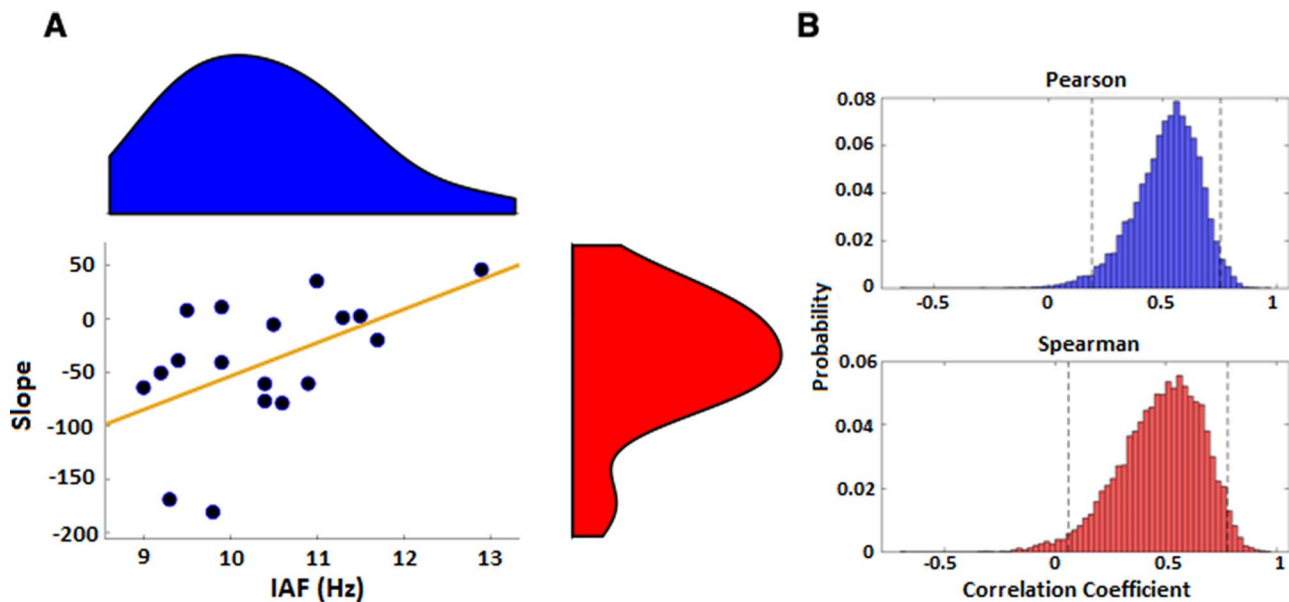 A
B
Pearson
0.08
0.06
0.04
0.02
0
-0.5 0 0.5 1
Slope
50
0
-50
-100
-150
-200
9 10 11 12 13
IAF (Hz)
Probability
Spearman
0.06
0.04
0.02
0
-0.5 0 0.5 1
Correlation Coefficient